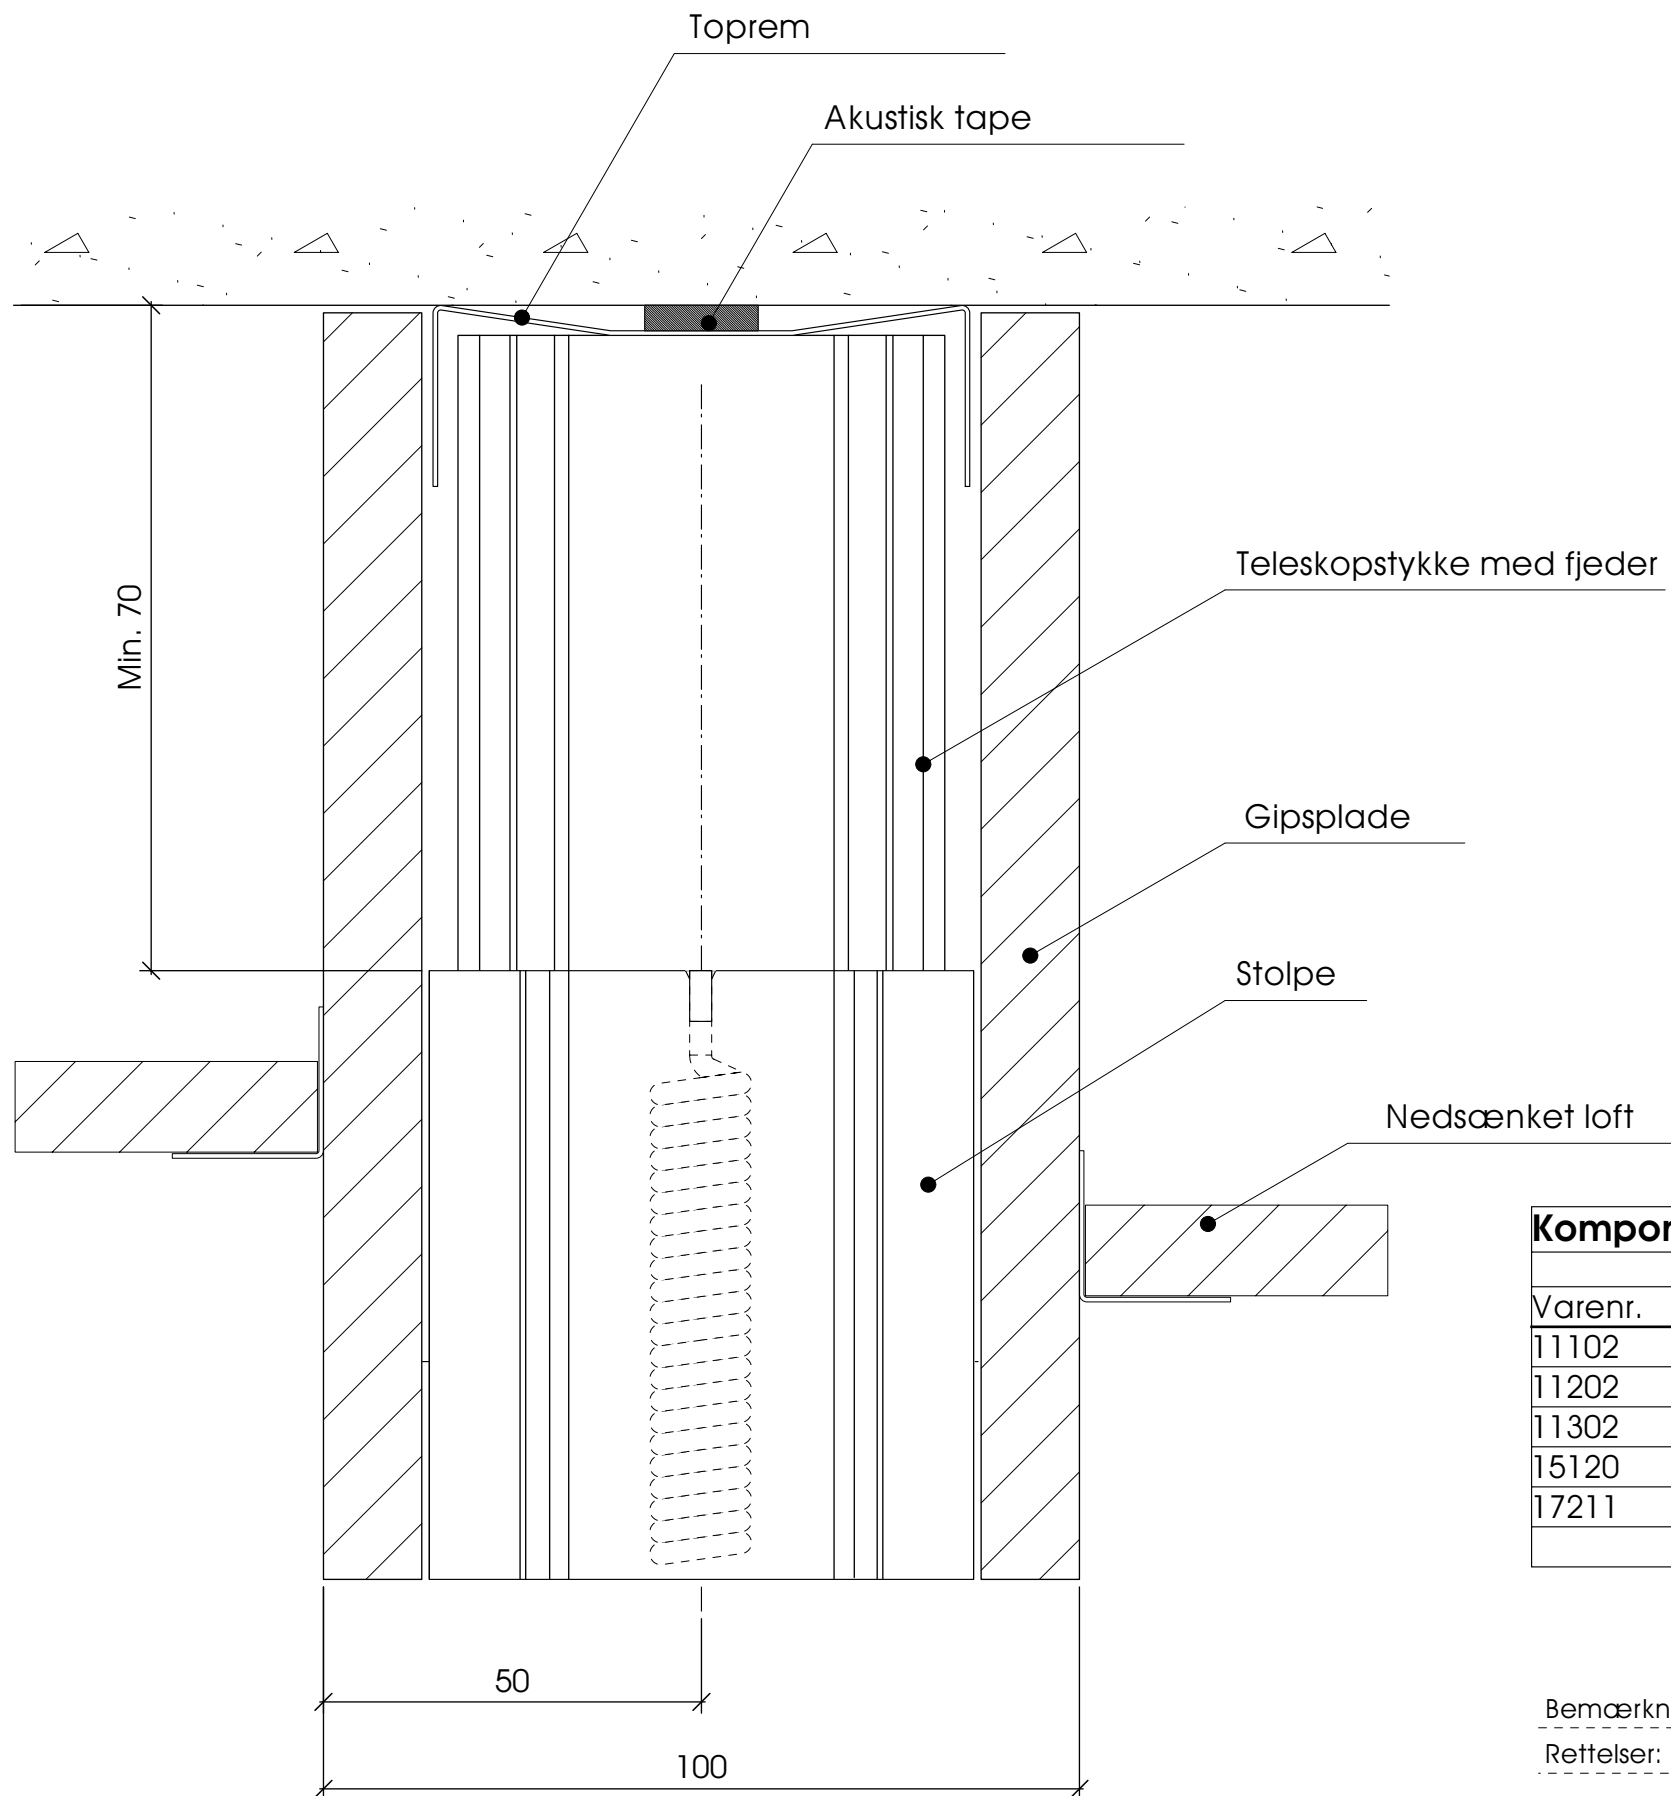 Toprem
Akustisk tape
Min. 70
Teleskopstykke med fjeder
Gipsplade
Stolpe
Nedsænket loft
Varenr.
11102
11202
11302
15120
17211
50
100
Rettelser: